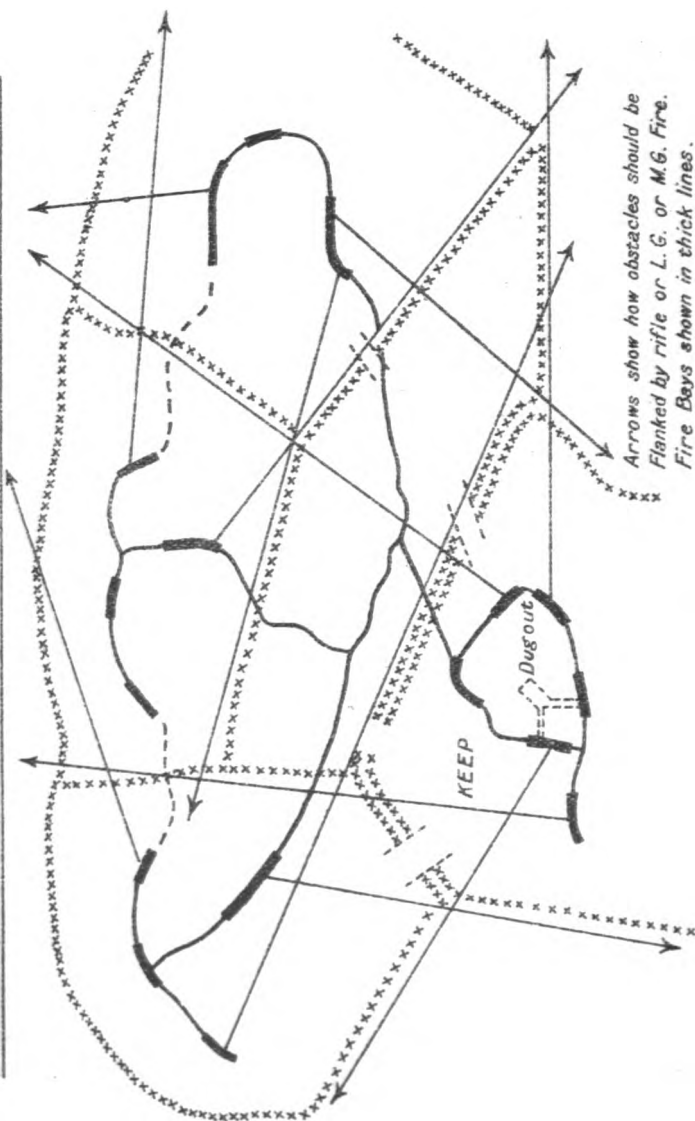 Dugout
KEEP
Arrows show how obstacles should be
Flanked by rifle or L.G. or M.G. Fire.
Fire Bays shown in thick lines.